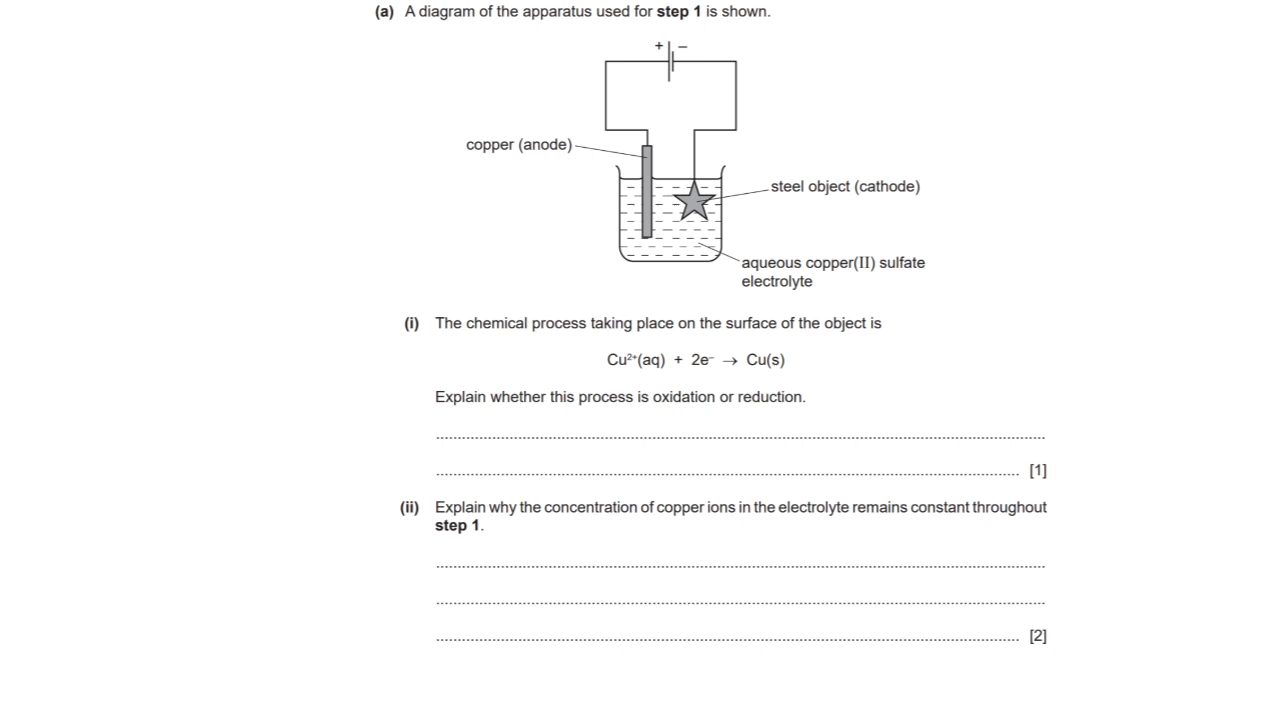 (a) A diagram of the apparatus used for step 1 is shown.
+ −
copper (anode)
steel object (cathode)
aqueous copper(II) sulfate
electrolyte
(i) The chemical process taking place on the surface of the object is
Cu²⁺(aq) + 2e⁻ → Cu(s)
Explain whether this process is oxidation or reduction.
..........................................................................................
.......................................................................................... [1]
(ii) Explain why the concentration of copper ions in the electrolyte remains constant throughout
step 1.
..........................................................................................
..........................................................................................
.......................................................................................... [2]